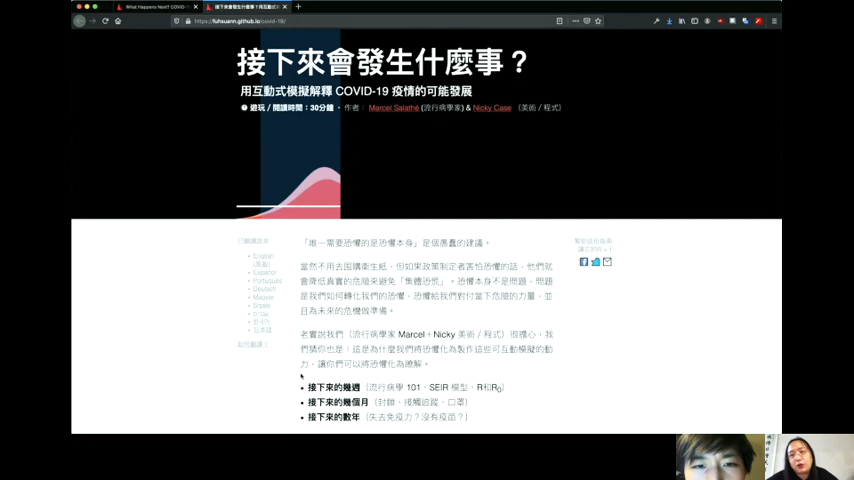 What Happens Next? COVID-
接下來會發生什麼事？用互動式
https://fuhsuann.github.io/covid-19/
接下來會發生什麼事？
用互動式模擬解釋 COVID-19 疫情的可能發展
遊玩 / 閱讀時間：30分鐘 · 作者： Marcel Salathé (流行病學家) & Nicky Case （美術 / 程式）
English
Español
Português
Deutsch
Magyar
Srpski
日本語
如何翻譯？
「唯一需要恐懼的是恐懼本身」是個愚蠢的建議。
當然不用去囤購衛生紙，但如果政策制定者害怕恐懼的話，他們就
會降低真實的危險來避免「集體恐慌」。恐懼本身不是問題，問題
是我們如何轉化我們的恐懼，恐懼給我們對付當下危險的力量，並
且為未來的危機做準備。
老實說我們（流行病學家 Marcel + Nicky 美術 / 程式）很擔心，我
們猜你也是！這是為什麼我們將恐懼化為製作這些可互動模擬的動
力，讓你們可以將恐懼化為瞭解。
• 接下來的幾週（流行病學 101、SEIR 模型、R和R0）
• 接下來的幾個月（封鎖、接觸追蹤、口罩）
• 接下來的數年（失去免疫力？沒有疫苗？）